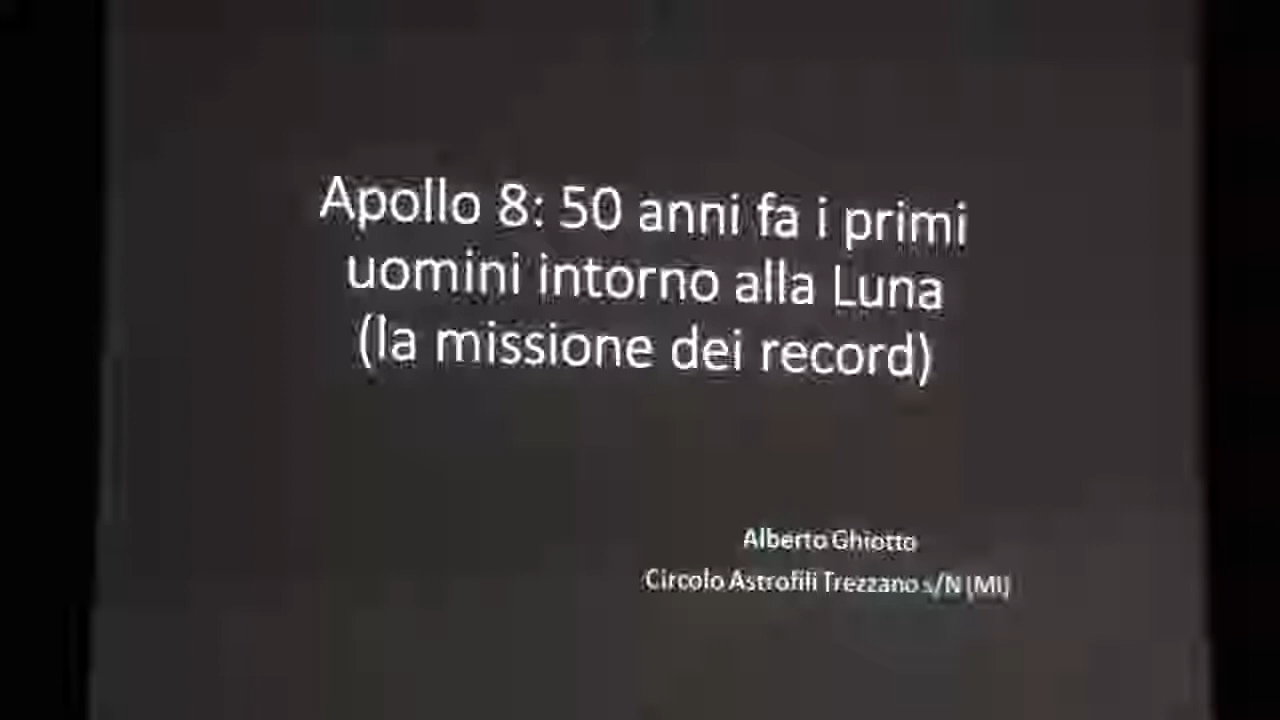 Apollo 8: 50 anni fa i primi
uomini intorno alla Luna
(la missione dei record)
Alberto Ghiotto
Circolo Astrofili Trezzano s/N (MI)